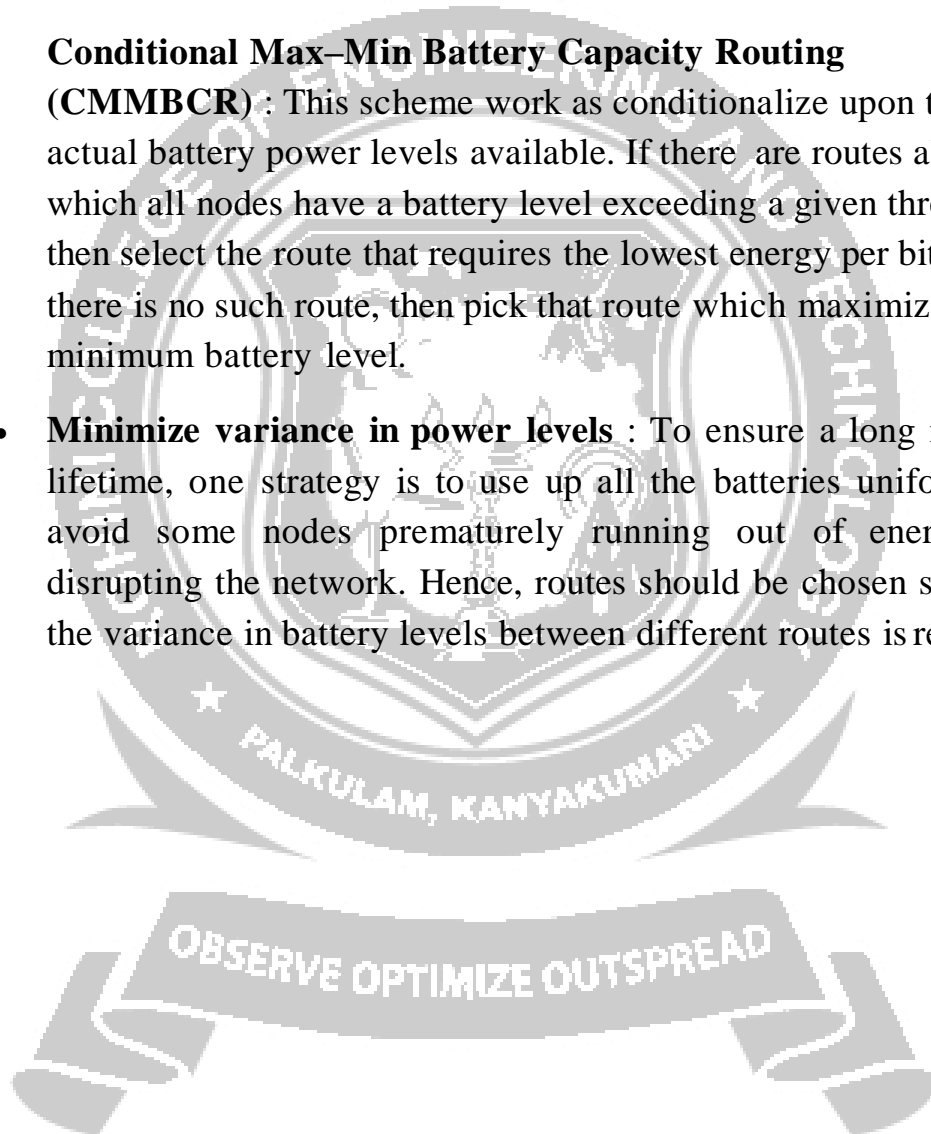 Conditional Max–Min Battery Capacity Routing
(CMMBCR) : This scheme work as conditionalize upon t
actual battery power levels available. If there are routes a
which all nodes have a battery level exceeding a given thr
then select the route that requires the lowest energy per bit
there is no such route, then pick that route which maximiz
minimum battery level.
• Minimize variance in power levels : To ensure a long
lifetime, one strategy is to use up all the batteries unifo
avoid some nodes prematurely running out of ener
disrupting the network. Hence, routes should be chosen s
the variance in battery levels between different routes is re
COLLEGE OF ENGINEERING AND TECHNOLOGY
PALKULAM, KANYAKUMARI
OBSERVE OPTIMIZE OUTSPREAD